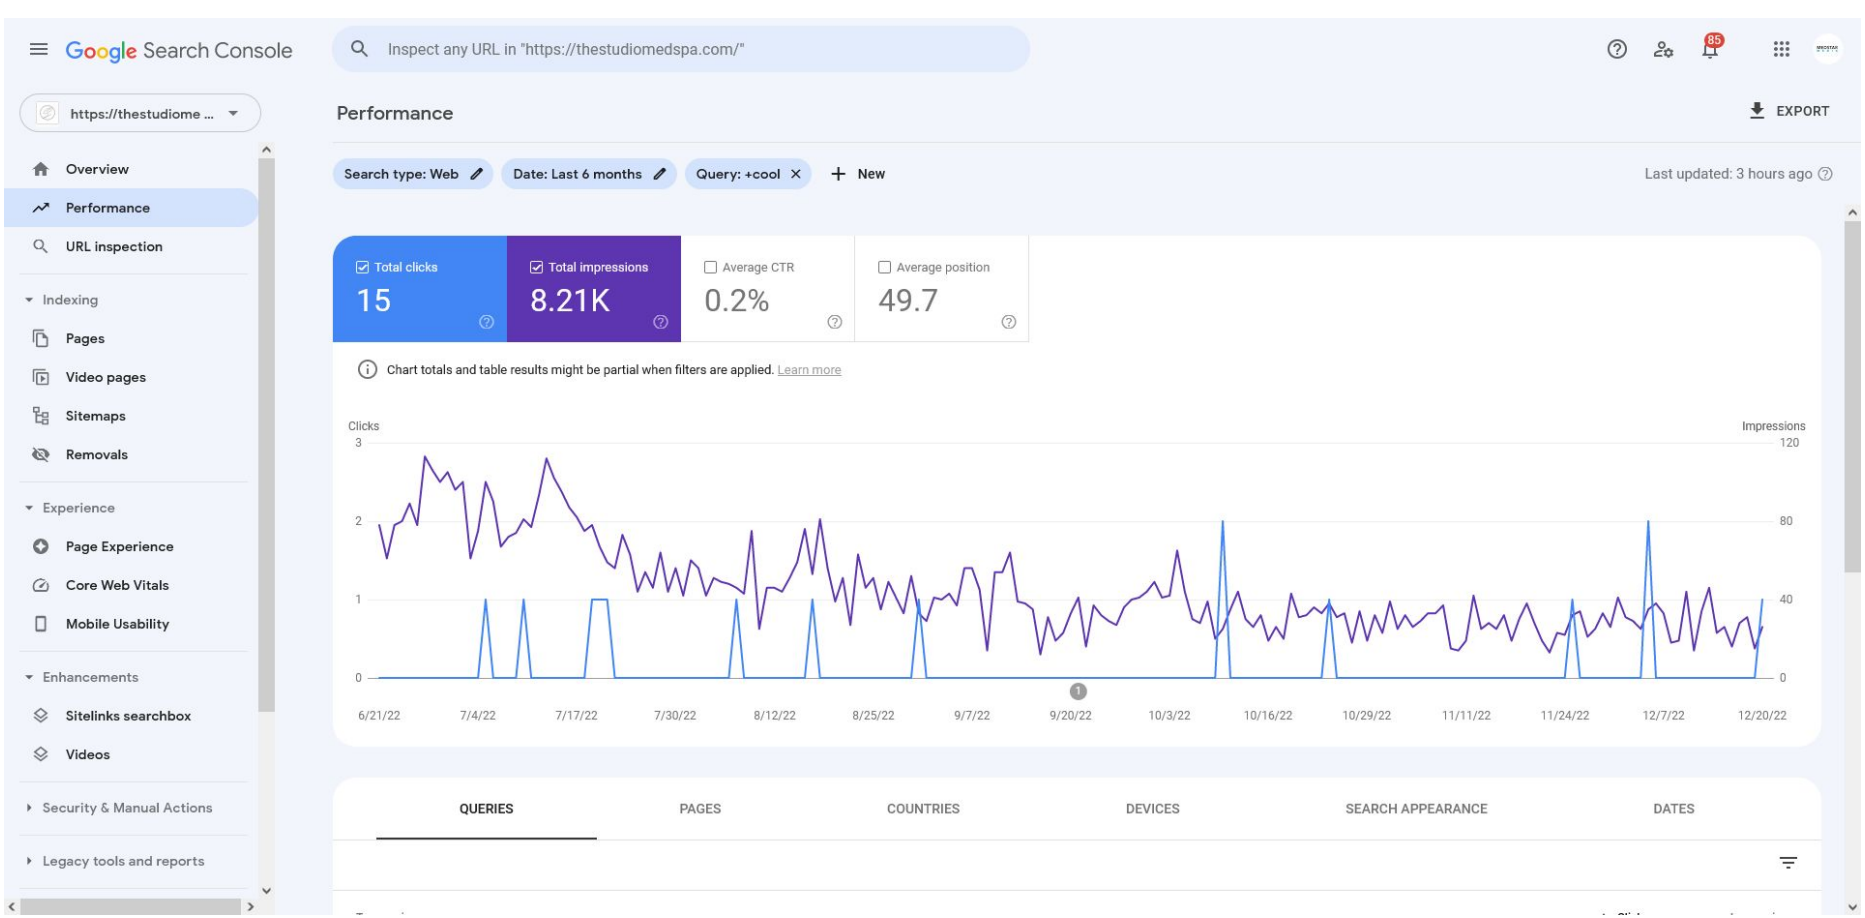 Google Search Console
Inspect any URL in "https://thestudiomedspa.com/"
85
https://thestudiome ...
Performance
EXPORT
Overview
Performance
URL inspection
Indexing
Pages
Video pages
Sitemaps
Removals
Experience
Page Experience
Core Web Vitals
Mobile Usability
Enhancements
Sitelinks searchbox
Videos
Security & Manual Actions
Legacy tools and reports
Search type: Web
Date: Last 6 months
Query: +cool
New
Last updated: 3 hours ago
Total clicks
15
Total impressions
8.21K
Average CTR
0.2%
Average position
49.7
Chart totals and table results might be partial when filters are applied. Learn more
Clicks
3
2
1
0
Impressions
120
80
40
0
1
6/21/22 7/4/22 7/17/22 7/30/22 8/12/22 8/25/22 9/7/22 9/20/22 10/3/22 10/16/22 10/29/22 11/11/22 11/24/22 12/7/22 12/20/22
QUERIES PAGES COUNTRIES DEVICES SEARCH APPEARANCE DATES